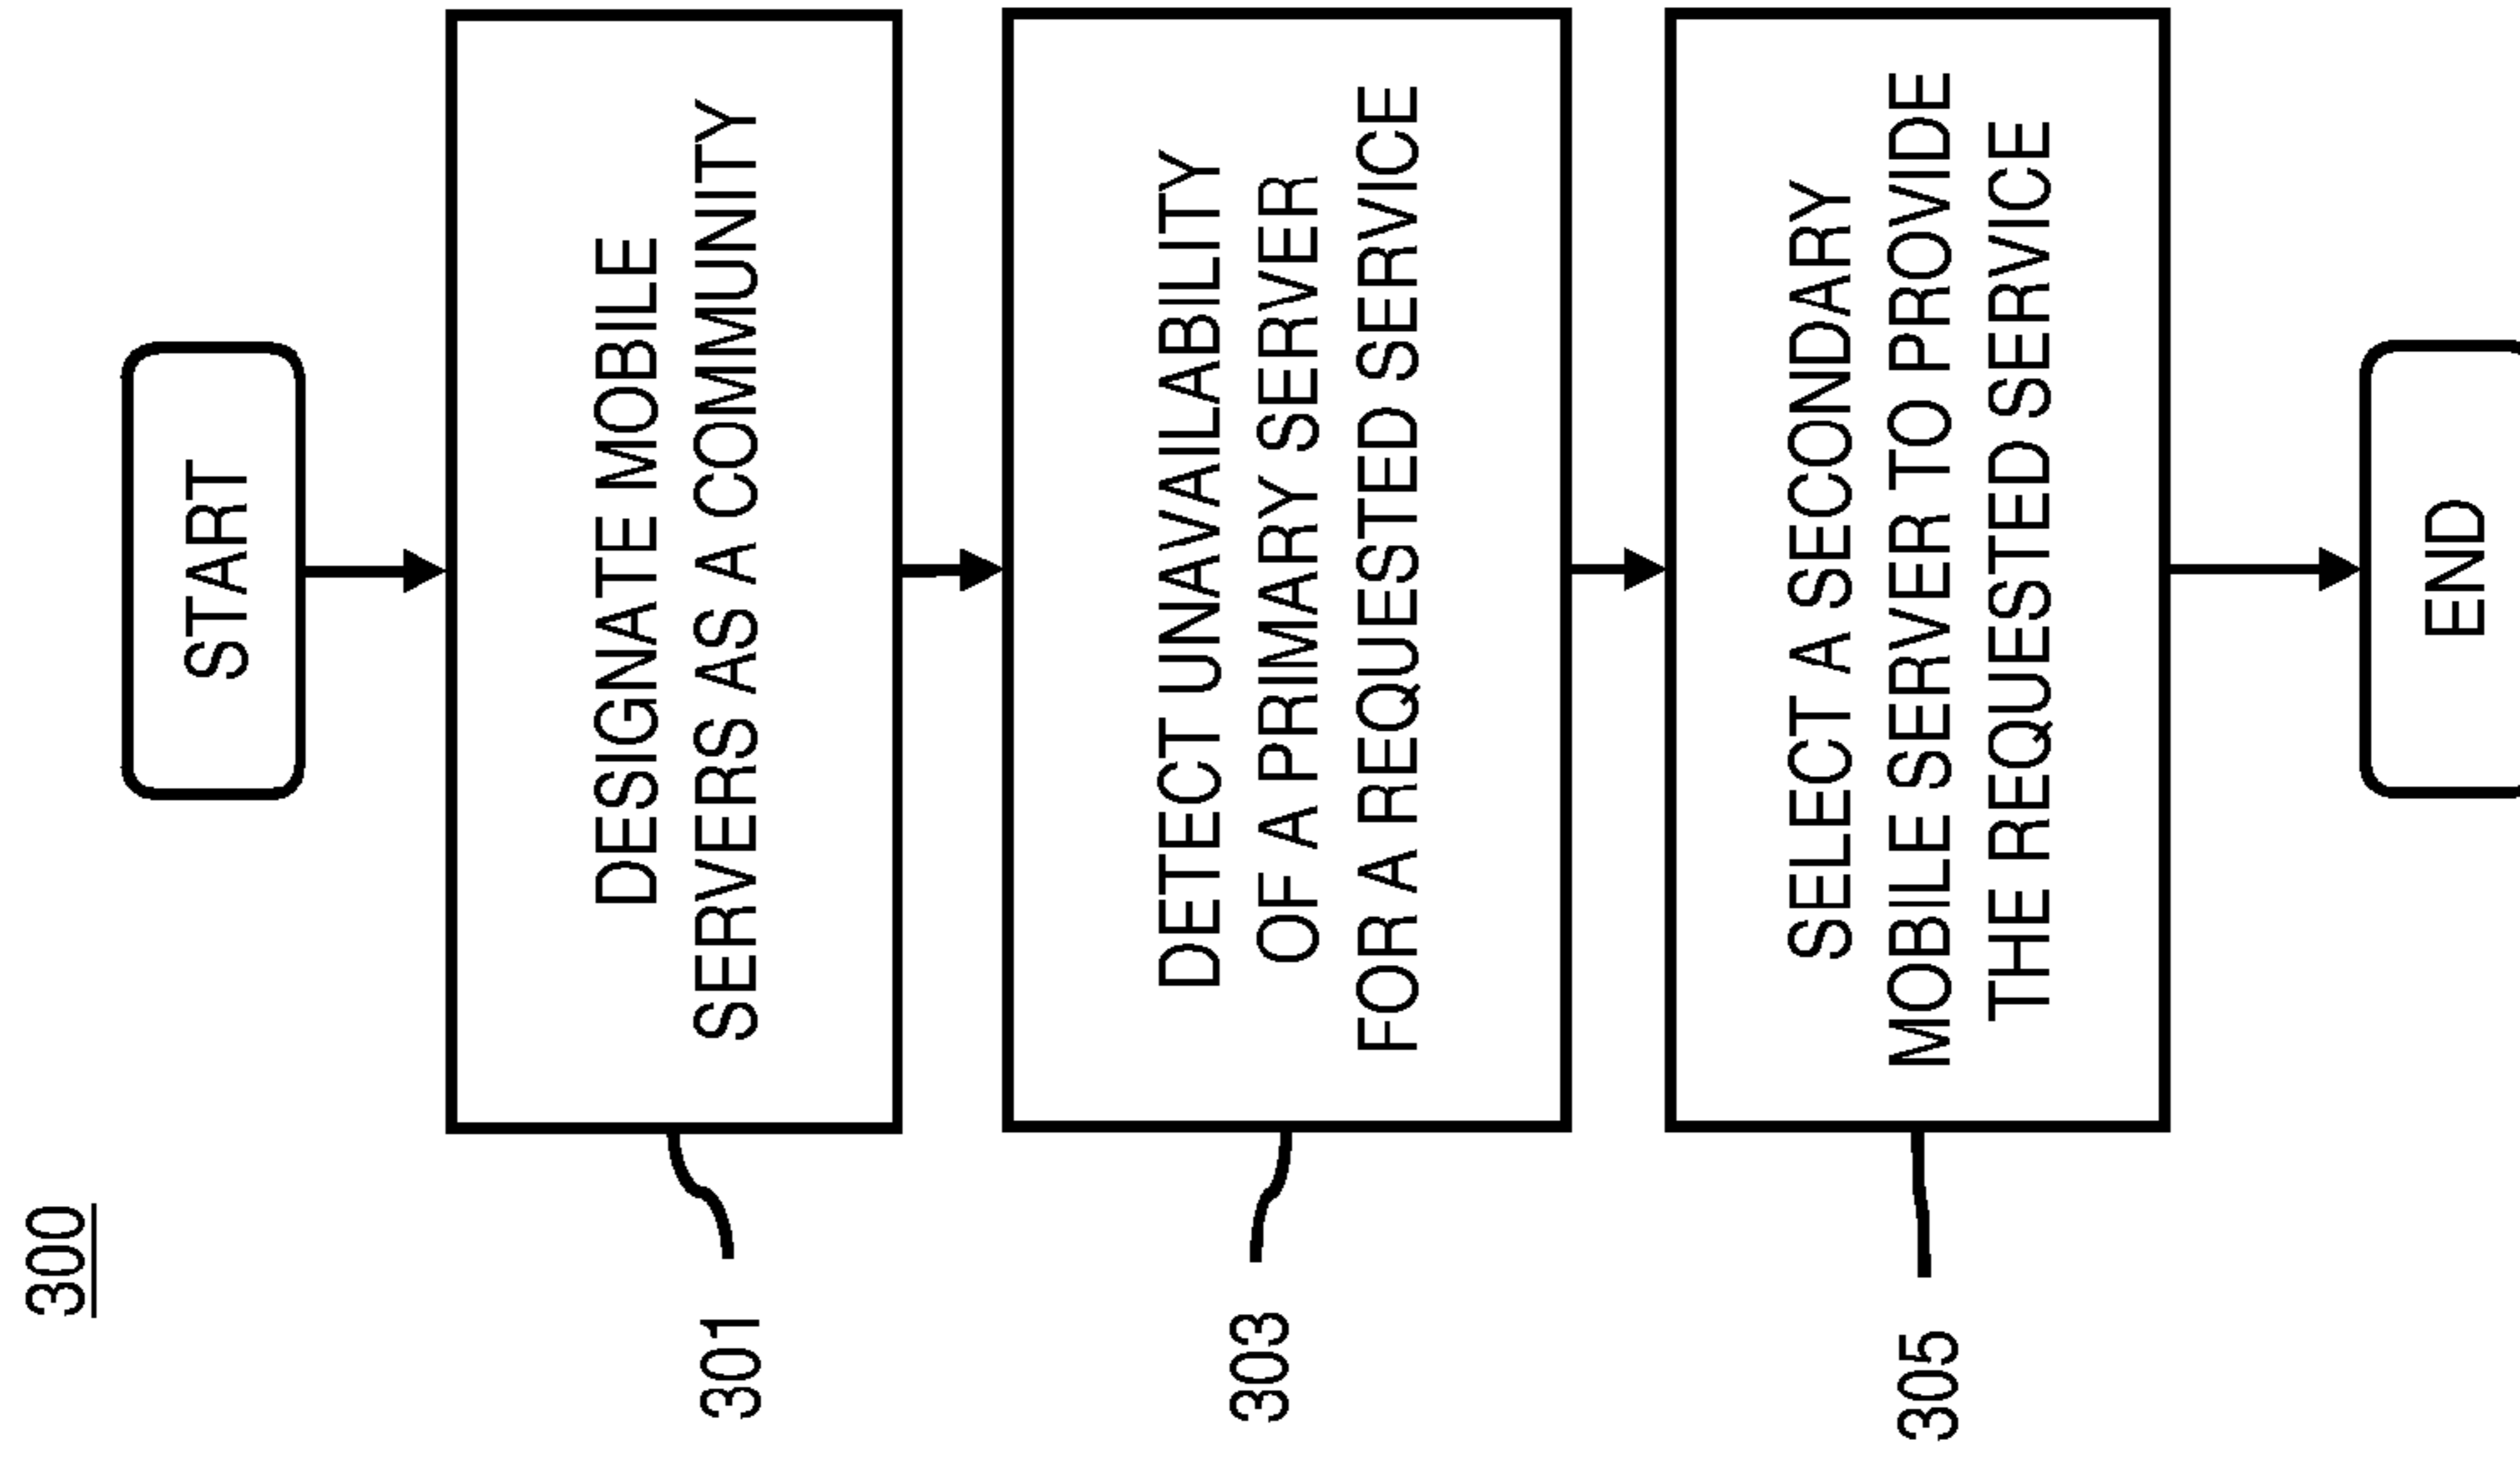 300
START
DESIGNATE MOBILE
SERVERS AS A COMMUNITY
301
DETECT UNAVAILABILITY
OF A PRIMARY SERVER
FOR A REQUESTED SERVICE
303
SELECT A SECONDARY
MOBILE SERVER TO PROVIDE
THE REQUESTED SERVICE
305
END